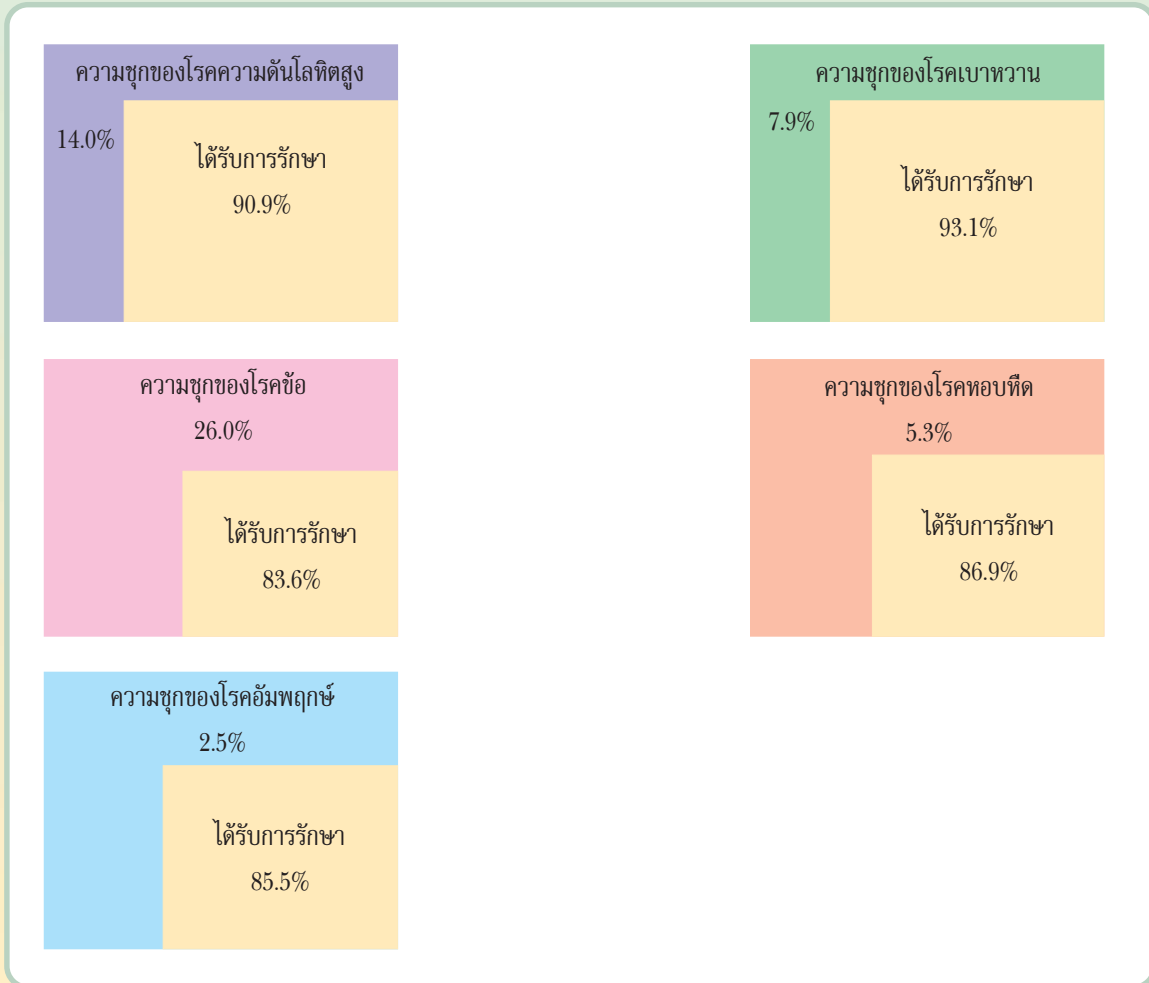 ความชุกของโรคความดันโลหิตสูง
14.0%
ได้รับการรักษา
90.9%
ความชุกของโรคเบาหวาน
7.9%
ได้รับการรักษา
93.1%
ความชุกของโรคข้อ
26.0%
ได้รับการรักษา
83.6%
ความชุกของโรคหอบหืด
5.3%
ได้รับการรักษา
86.9%
ความชุกของโรคอัมพฤกษ์
2.5%
ได้รับการรักษา
85.5%